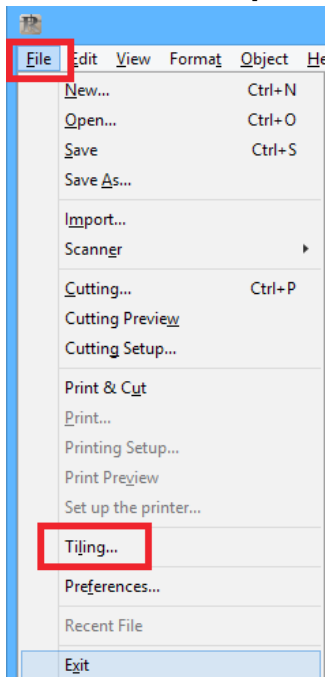 File Edit View Format Object He
New... Ctrl+N
Open... Ctrl+O
Save Ctrl+S
Save As...
Import...
Scanner
Cutting... Ctrl+P
Cutting Preview
Cutting Setup...
Print & Cut
Print...
Printing Setup...
Print Preview
Set up the printer...
Tiling...
Preferences...
Recent File
Exit